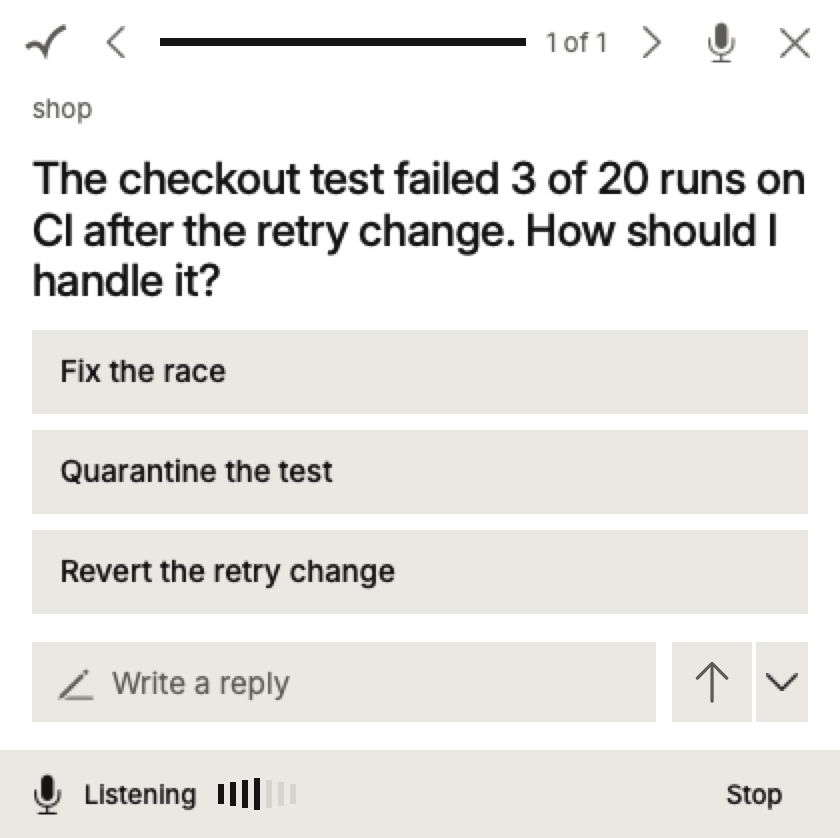 1 of 1
shop
The checkout test failed 3 of 20 runs on
CI after the retry change. How should I
handle it?
Fix the race
Quarantine the test
Revert the retry change
Write a reply
Listening
Stop